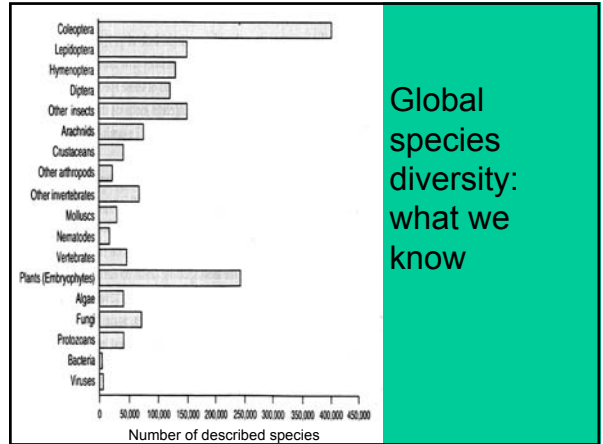 Coleoptera
Lepidoptera
Hymenoptera
Diptera
Other insects
Arachnids
Crustaceans
Other arthropods
Other invertebrates
Molluscs
Nematodes
Vertebrates
Plants (Embryophytes)
Algae
Fungi
Protozoans
Bacteria
Viruses
0 50,000 100,000 150,000 200,000 250,000 300,000 350,000 400,000 450,000
Number of described species
Global
species
diversity:
what we
know